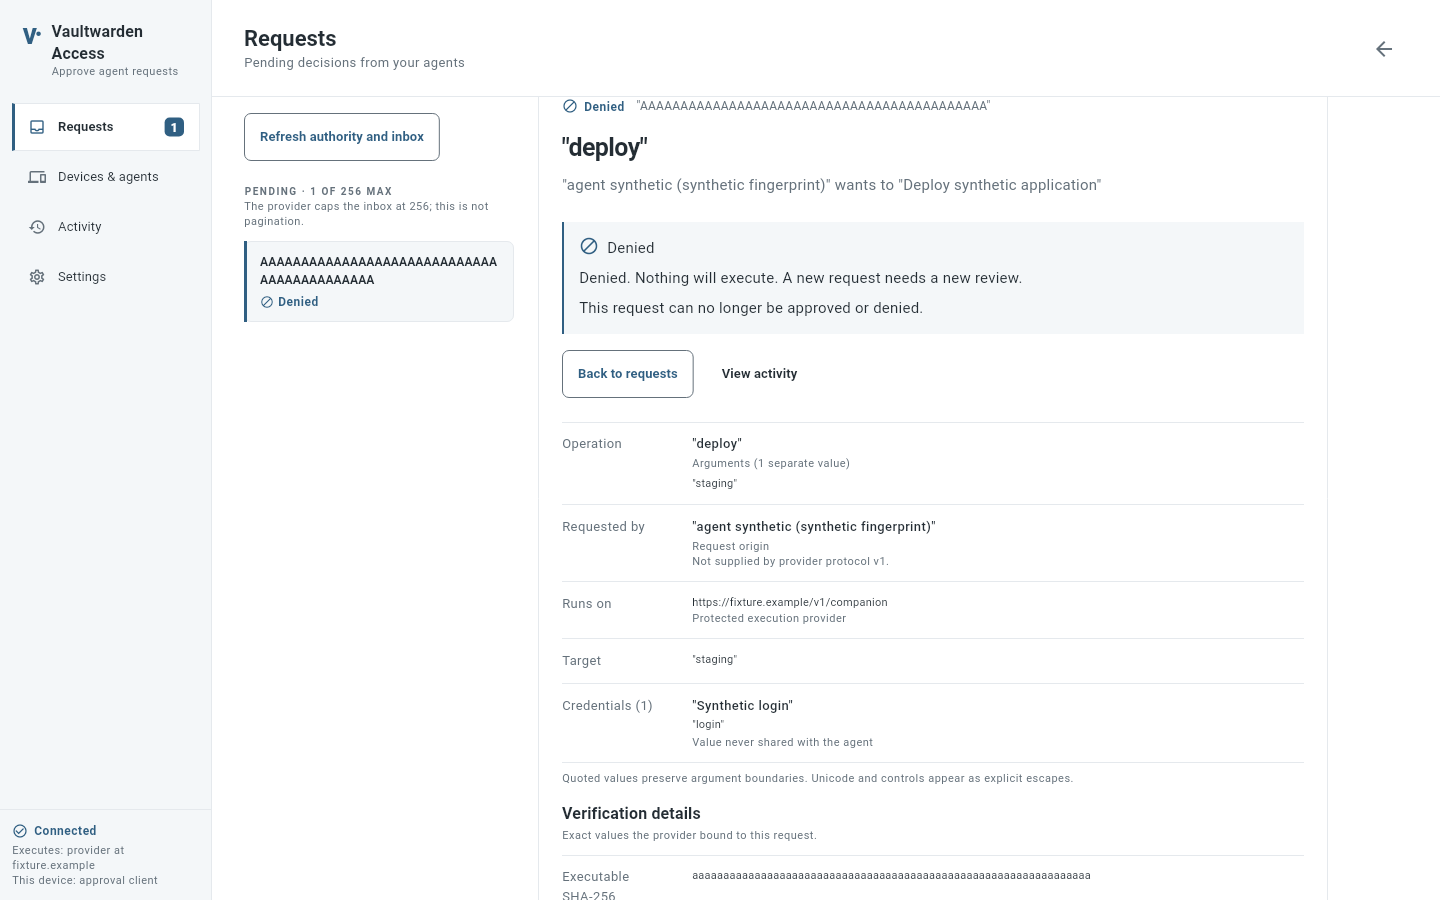 Vaultwarden
Access
Approve agent requests
Requests
1
Devices & agents
Activity
Settings
Connected
Executes: provider at
fixture.example
This device: approval client
Requests
Pending decisions from your agents
Refresh authority and inbox
PENDING · 1 OF 256 MAX
The provider caps the inbox at 256; this is not
pagination.
AAAAAAAAAAAAAAAAAAAAAAAAAAAAA
AAAAAAAAAAAAAA
Denied
Denied "AAAAAAAAAAAAAAAAAAAAAAAAAAAAAAAAAAAAAAAAAAA"
"deploy"
"agent synthetic (synthetic fingerprint)" wants to "Deploy synthetic application"
Denied
Denied. Nothing will execute. A new request needs a new review.
This request can no longer be approved or denied.
Back to requests
View activity
Operation
"deploy"
Arguments (1 separate value)
"staging"
Requested by
"agent synthetic (synthetic fingerprint)"
Request origin
Not supplied by provider protocol v1.
Runs on
https://fixture.example/v1/companion
Protected execution provider
Target
"staging"
Credentials (1)
"Synthetic login"
"login"
Value never shared with the agent
Quoted values preserve argument boundaries. Unicode and controls appear as explicit escapes.
Verification details
Exact values the provider bound to this request.
Executable
SHA-256
aaaaaaaaaaaaaaaaaaaaaaaaaaaaaaaaaaaaaaaaaaaaaaaaaaaaaaaaaaaaaaaa